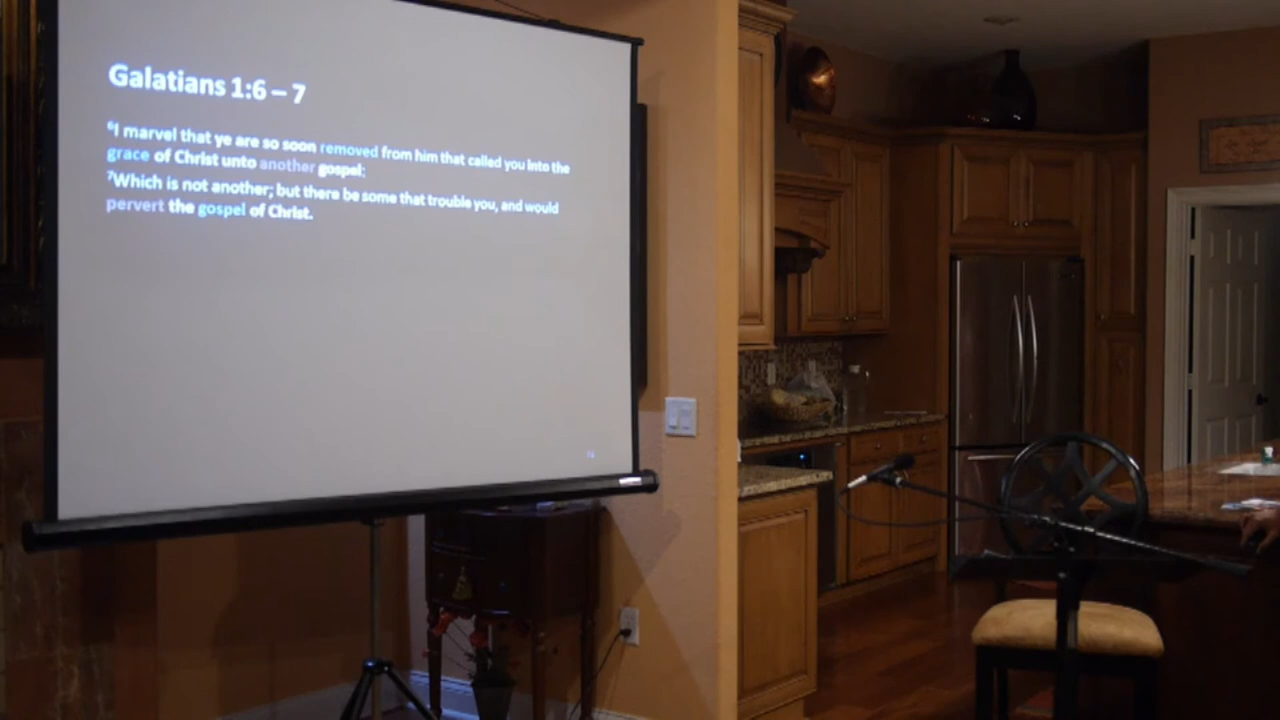 Galatians 1:6 – 7
⁶I marvel that ye are so soon removed from him that called you into the
grace of Christ unto another gospel:
⁷Which is not another; but there be some that trouble you, and would
pervert the gospel of Christ.